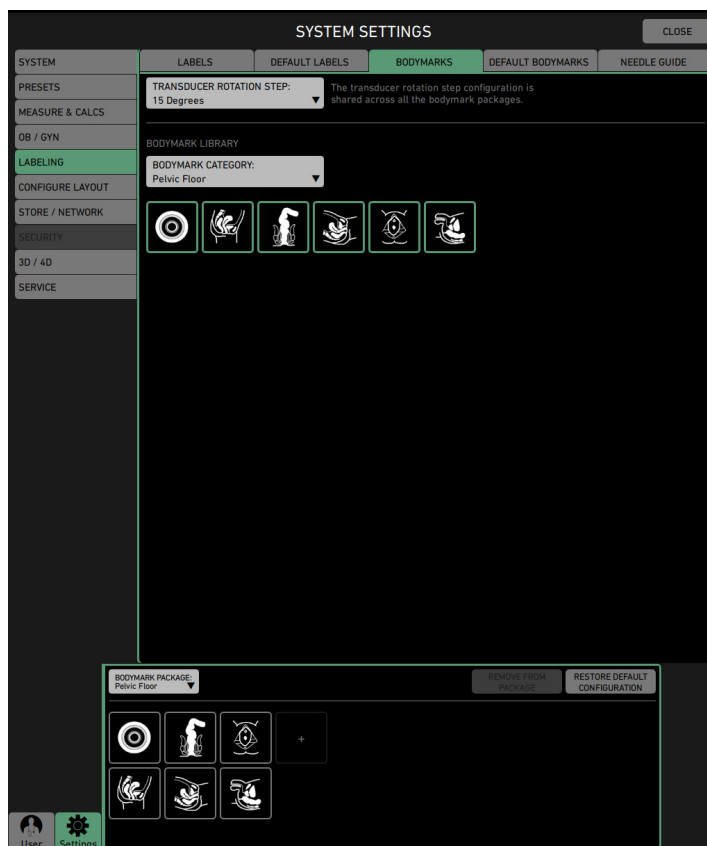 SYSTEM SETTINGS
CLOSE
SYSTEM
PRESETS
MEASURE & CALCS
OB / GYN
LABELING
CONFIGURE LAYOUT
STORE / NETWORK
SECURITY
3D / 4D
SERVICE
LABELS
DEFAULT LABELS
BODYMARKS
DEFAULT BODYMARKS
NEEDLE GUIDE
TRANSDUCER ROTATION STEP:
15 Degrees
▼
The transducer rotation step configuration is
shared across all the bodymark packages.
BODYMARK LIBRARY
BODYMARK CATEGORY:
Pelvic Floor
▼
BODYMARK PACKAGE:
Pelvic Floor
▼
REMOVE FROM
PACKAGE
RESTORE DEFAULT
CONFIGURATION
+
User
Settings